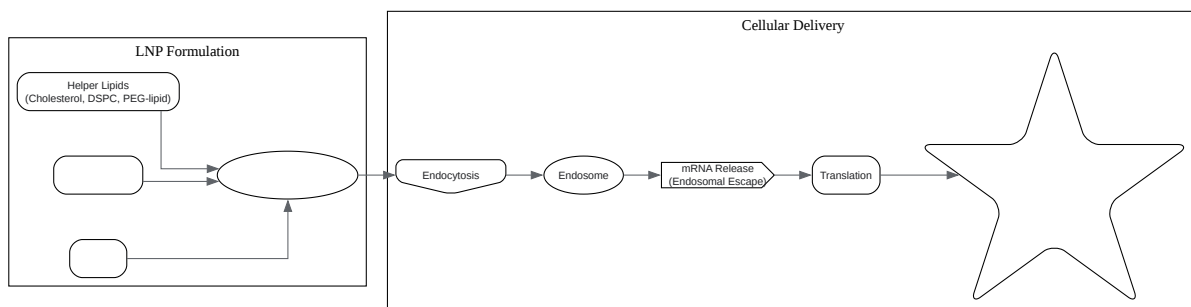 Cellular Delivery
LNP Formulation
Helper Lipids
(Cholesterol, DSPC, PEG-lipid)
Endocytosis
Endosome
mRNA Release
(Endosomal Escape)
Translation